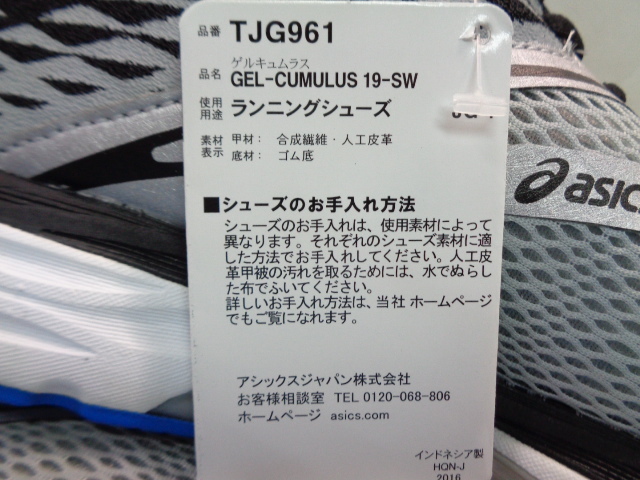 品番 TJG961
ゲルキュムラス
品名 GEL-CUMULUS 19-SW
使用用途 ランニングシューズ
素材表示 甲材: 合成繊維・人工皮革
底材: ゴム底
■シューズのお手入れ方法
シューズのお手入れは、使用素材によって
異なります。それぞれのシューズ素材に適
した方法でお手入れしてください。人工皮
革甲被の汚れを取るためには、水でぬらし
た布でふいてください。
詳しいお手入れ方法は、当社 ホームページ
でもご覧になれます。
アシックスジャパン株式会社
お客様相談室 TEL 0120-068-806
ホームページ asics.com
インドネシア製
HQN-J
2016
asics